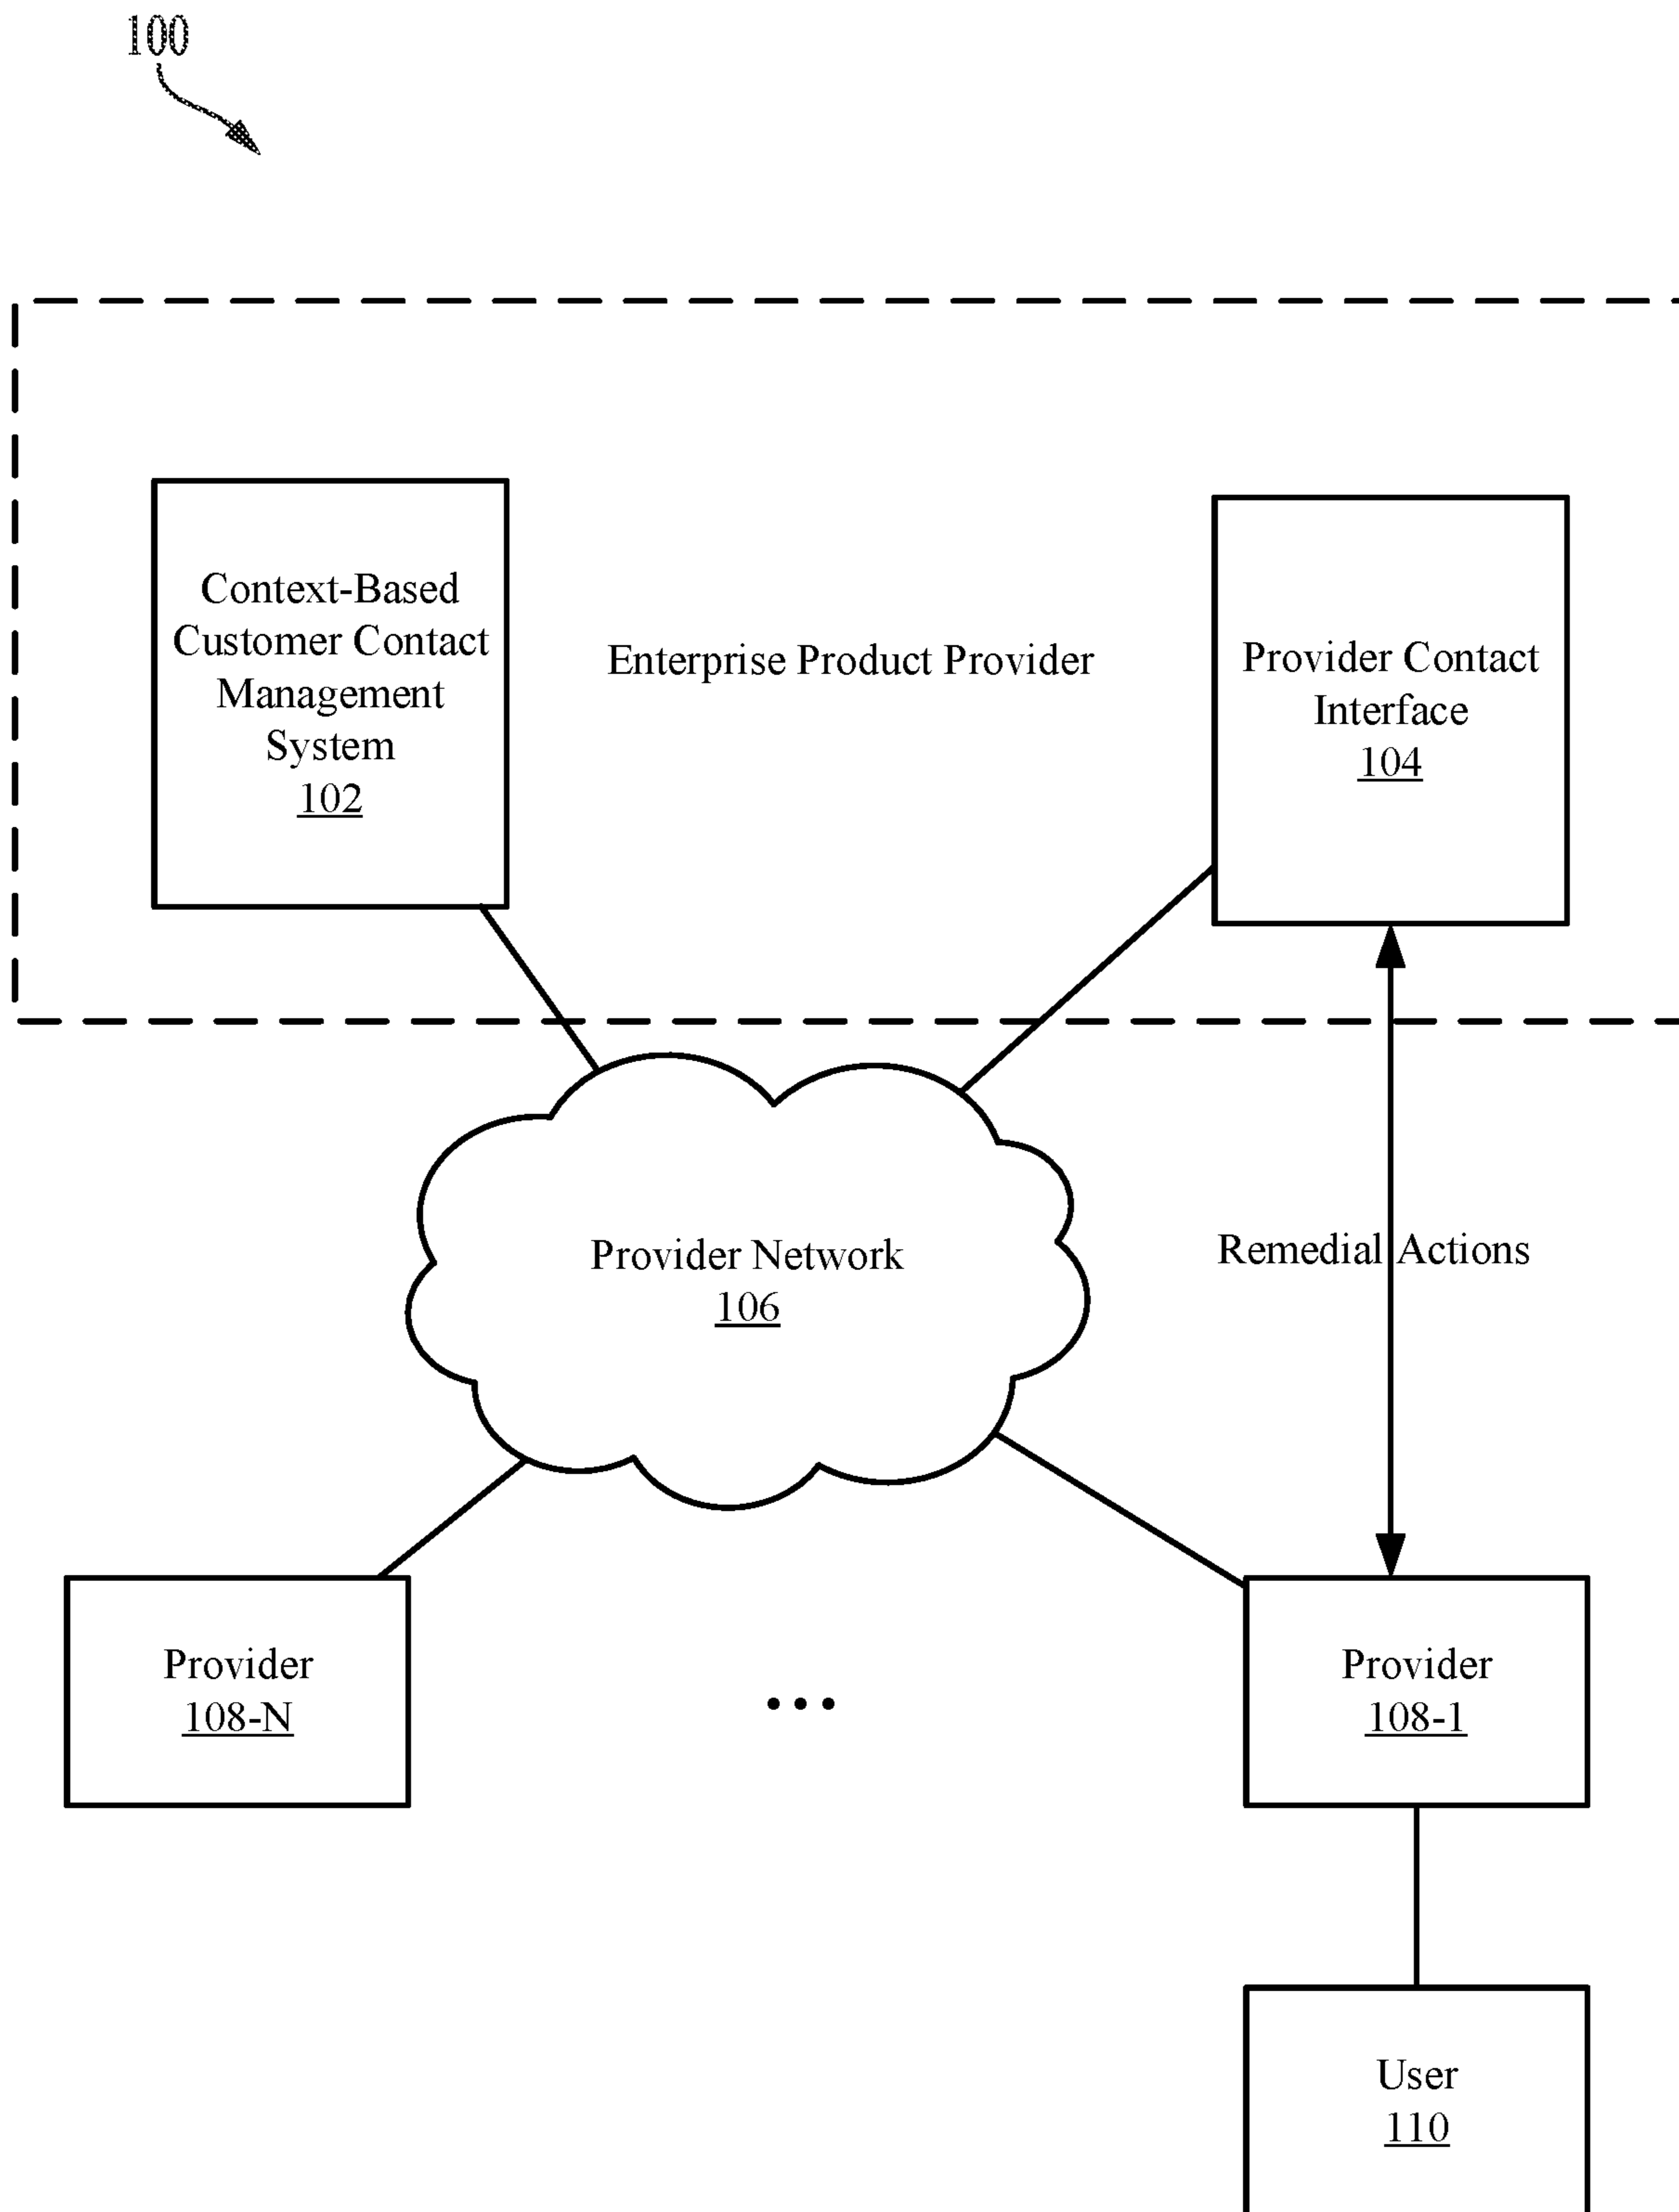 100
Context-Based
Customer Contact
Management
System
102
Enterprise Product Provider
Provider Contact
Interface
104
Provider Network
106
Remedial Actions
Provider
108-N
...
Provider
108-1
User
110